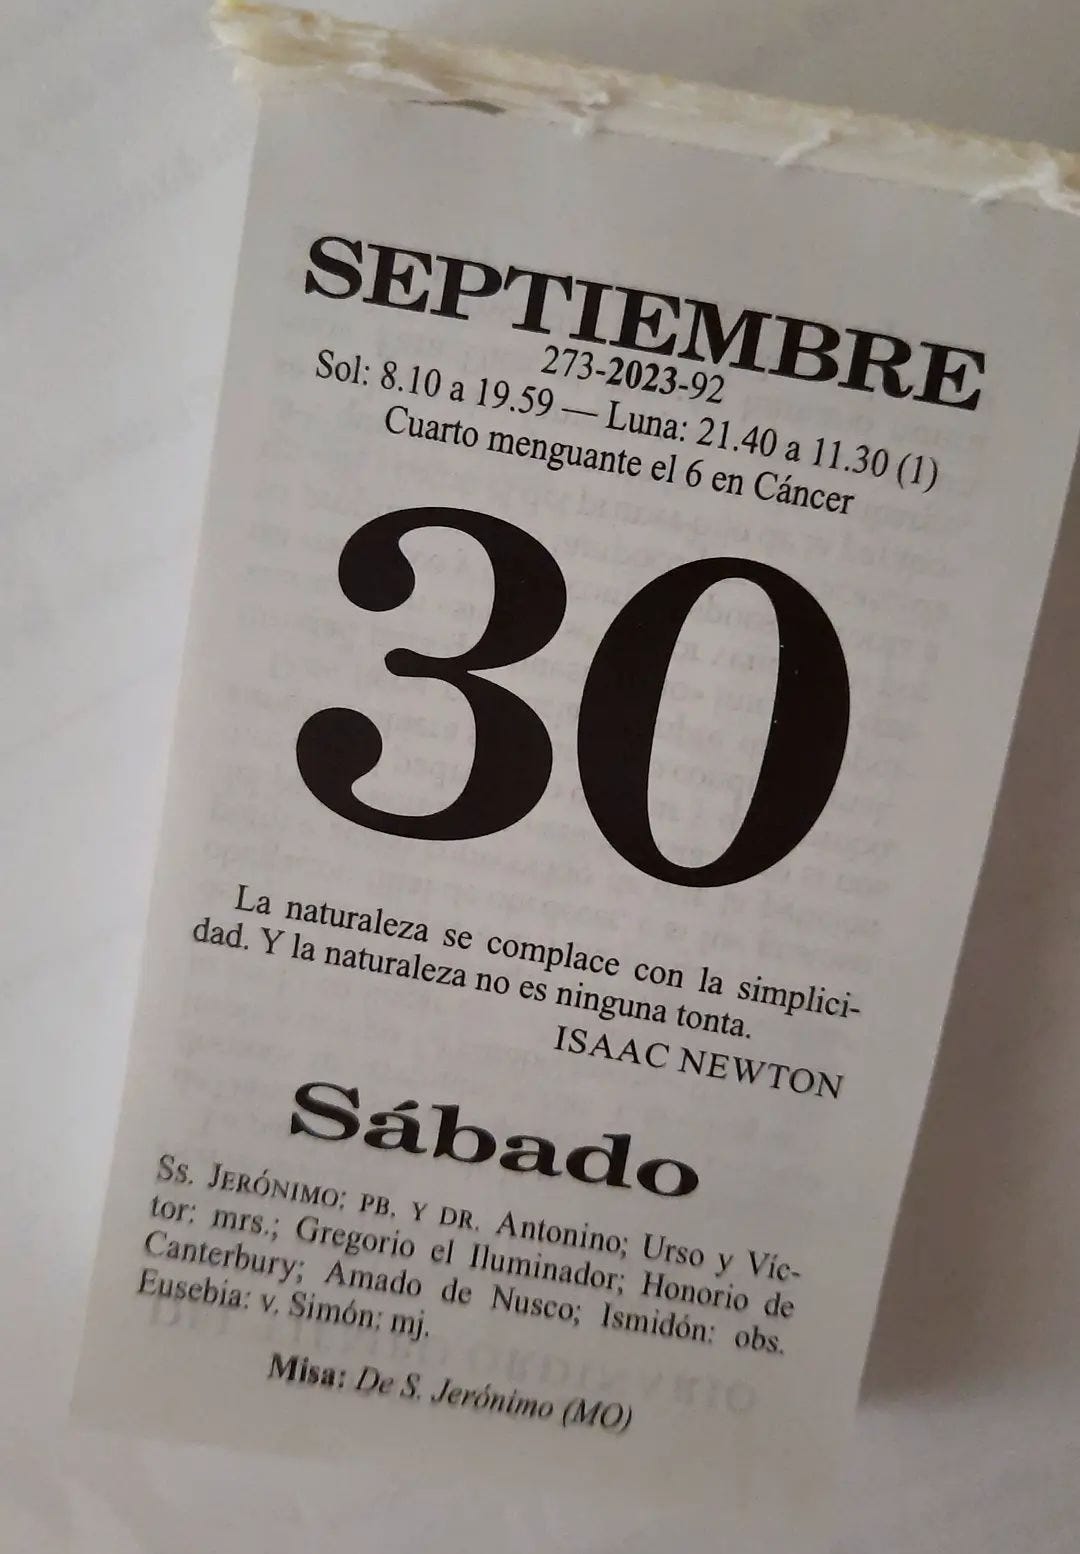 SEPTIEMBRE
273-2023-92
Sol: 8.10 a 19.59 — Luna: 21.40 a 11.30 (1)
Cuarto menguante el 6 en Cáncer
30
La naturaleza se complace con la simplici-
dad. Y la naturaleza no es ninguna tonta.
ISAAC NEWTON
Sábado
Ss. JERÓNIMO: PB. Y DR. Antonino; Urso y Víc-
tor: mrs.; Gregorio el Iluminador; Honorio de
Canterbury; Amado de Nusco; Ismidón: obs.
Eusebia: v. Simón: mj.
Misa: De S. Jerónimo (MO)